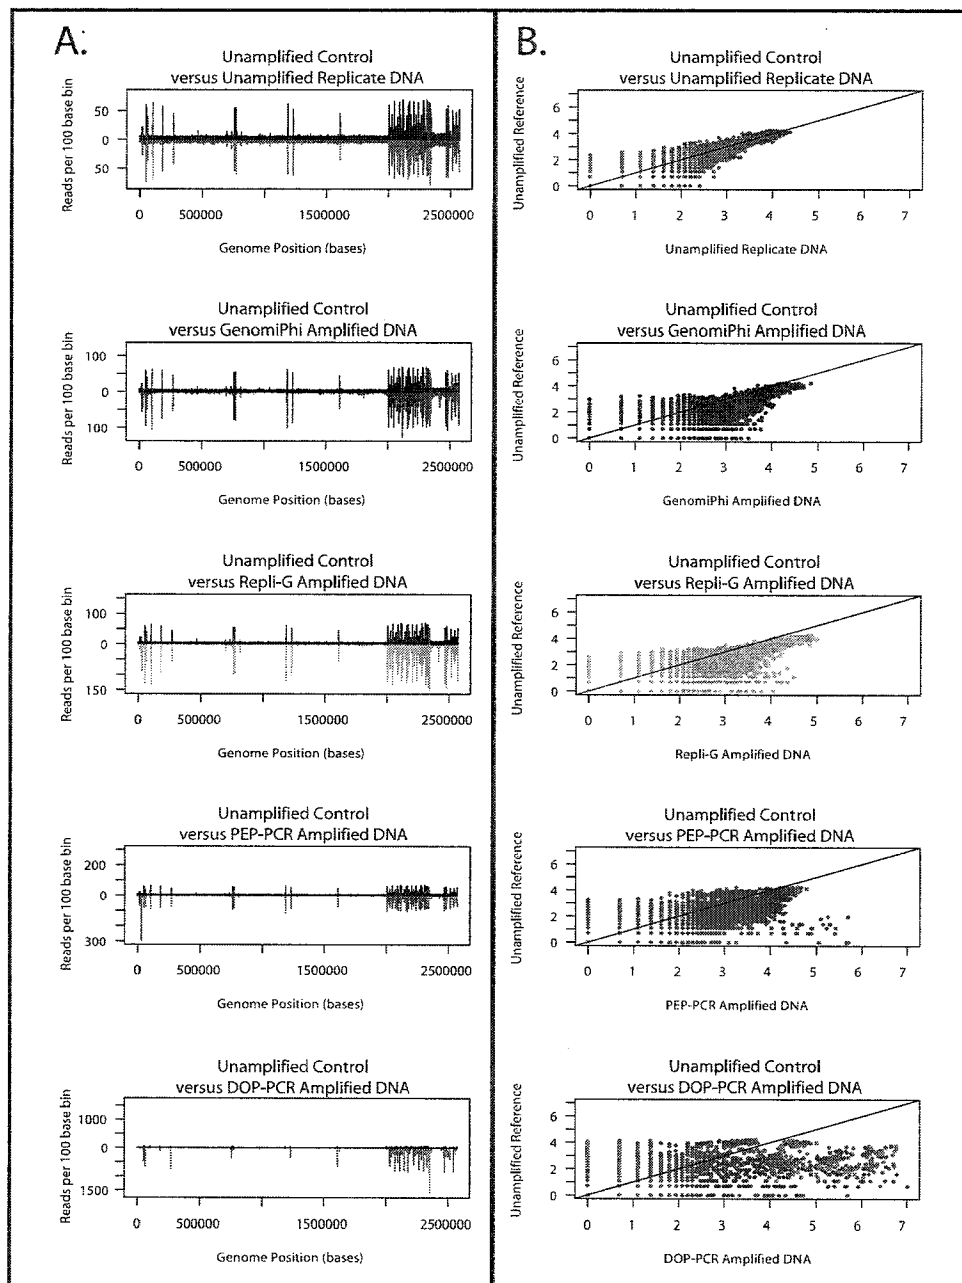 A.
Unamplified Control
versus Unamplified Replicate DNA
Reads per 100 base bin
50
0
50
0 500000 1500000 2500000
Genome Position (bases)
Unamplified Control
versus GenomiPhi Amplified DNA
Reads per 100 base bin
100
0
100
0 500000 1500000 2500000
Genome Position (bases)
Unamplified Control
versus Repli-G Amplified DNA
Reads per 100 base bin
100
0
150
0 500000 1500000 2500000
Genome Position (bases)
Unamplified Control
versus PEP-PCR Amplified DNA
Reads per 100 base bin
200
0
300
0 500000 1500000 2500000
Genome Position (bases)
Unamplified Control
versus DOP-PCR Amplified DNA
Reads per 100 base bin
1000
0
1500
0 500000 1500000 2500000
Genome Position (bases)
B.
Unamplified Control
versus Unamplified Replicate DNA
Unamplified Reference
6
4
2
0
0 1 2 3 4 5 6 7
Unamplified Replicate DNA
Unamplified Control
versus GenomiPhi Amplified DNA
Unamplified Reference
6
4
2
0
0 1 2 3 4 5 6 7
GenomiPhi Amplified DNA
Unamplified Control
versus Repli-G Amplified DNA
Unamplified Reference
6
4
2
0
0 1 2 3 4 5 6 7
Repli-G Amplified DNA
Unamplified Control
versus PEP-PCR Amplified DNA
Unamplified Reference
6
4
2
0
0 1 2 3 4 5 6 7
PEP-PCR Amplified DNA
Unamplified Control
versus DOP-PCR Amplified DNA
Unamplified Reference
6
4
2
0
0 1 2 3 4 5 6 7
DOP-PCR Amplified DNA